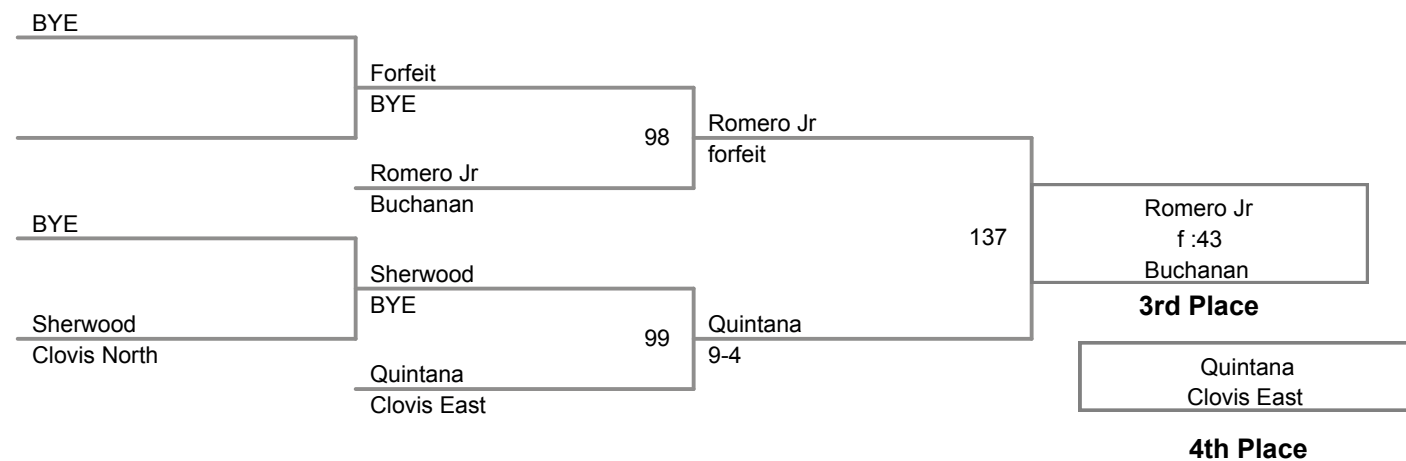 BYE
Forfeit
BYE
98
Romero Jr
forfeit
Romero Jr
Buchanan
BYE
137
Romero Jr
f :43
Buchanan
3rd Place
Sherwood
BYE
Sherwood
Clovis North
99
Quintana
9-4
Quintana
Clovis East
Quintana
Clovis East
4th Place